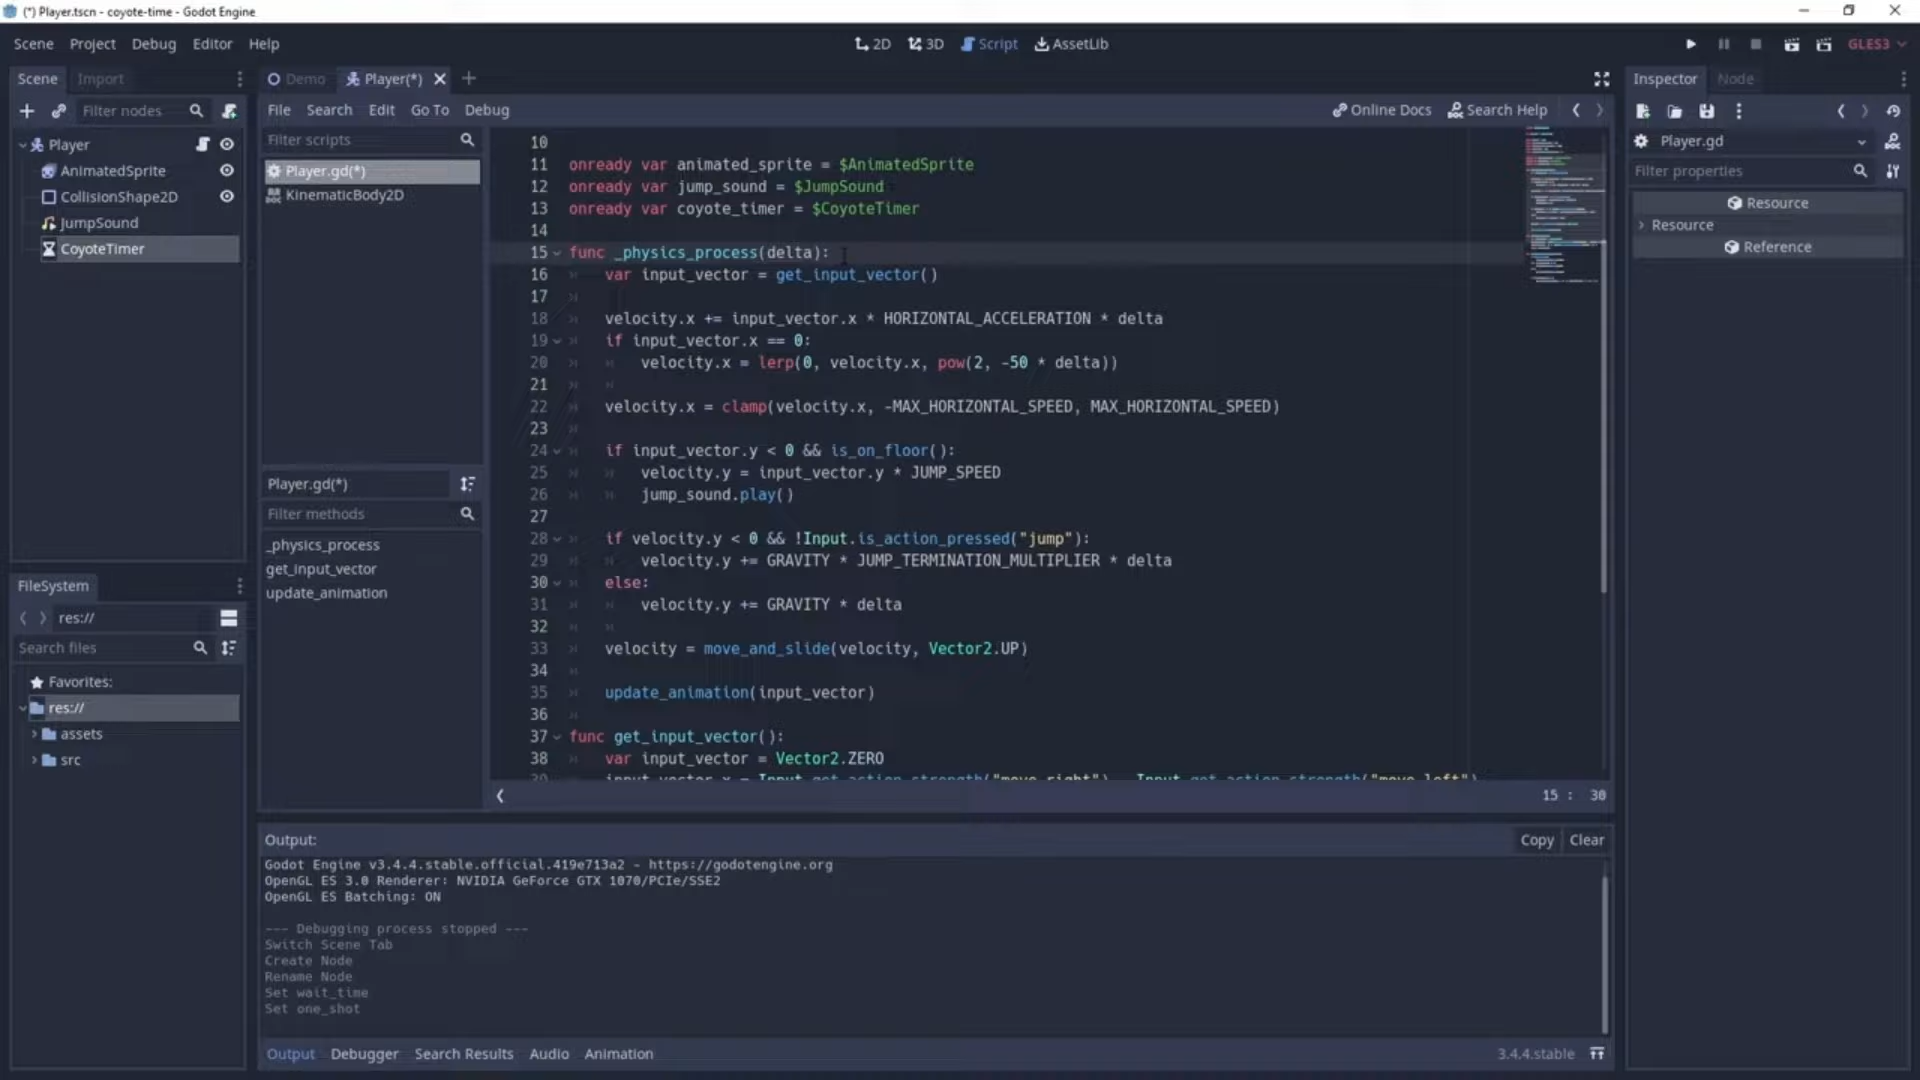 (*) Player.tscn - coyote-time - Godot Engine
Scene Project Debug Editor Help
2D 3D Script AssetLib
GLES3
Scene Import
Filter nodes
Player
AnimatedSprite
CollisionShape2D
JumpSound
CoyoteTimer
FileSystem
res://
Search files
Favorites:
res://
assets
src
Demo Player(*)
File Search Edit Go To Debug
Online Docs Search Help
Filter scripts
Player.gd(*)
KinematicBody2D
Player.gd(*)
Filter methods
_physics_process
get_input_vector
update_animation
10
11 onready var animated_sprite = $AnimatedSprite
12 onready var jump_sound = $JumpSound
13 onready var coyote_timer = $CoyoteTimer
14
15 func _physics_process(delta):
16 var input_vector = get_input_vector()
17
18 velocity.x += input_vector.x * HORIZONTAL_ACCELERATION * delta
19 if input_vector.x == 0:
20 velocity.x = lerp(0, velocity.x, pow(2, -50 * delta))
21
22 velocity.x = clamp(velocity.x, -MAX_HORIZONTAL_SPEED, MAX_HORIZONTAL_SPEED)
23
24 if input_vector.y < 0 && is_on_floor():
25 velocity.y = input_vector.y * JUMP_SPEED
26 jump_sound.play()
27
28 if velocity.y < 0 && !Input.is_action_pressed("jump"):
29 velocity.y += GRAVITY * JUMP_TERMINATION_MULTIPLIER * delta
30 else:
31 velocity.y += GRAVITY * delta
32
33 velocity = move_and_slide(velocity, Vector2.UP)
34
35 update_animation(input_vector)
36
37 func get_input_vector():
38 var input_vector = Vector2.ZERO
39 input_vector.x = Input.get_action_strength("move_right") - Input.get_action_strength("move_left")
15 : 30
Output:
Copy Clear
Godot Engine v3.4.4.stable.official.419e713a2 - https://godotengine.org
OpenGL ES 3.0 Renderer: NVIDIA GeForce GTX 1070/PCIe/SSE2
OpenGL ES Batching: ON
--- Debugging process stopped ---
Switch Scene Tab
Create Node
Rename Node
Set wait_time
Set one_shot
Output Debugger Search Results Audio Animation
3.4.4.stable
Inspector Node
Player.gd
Filter properties
Resource
Resource
Reference